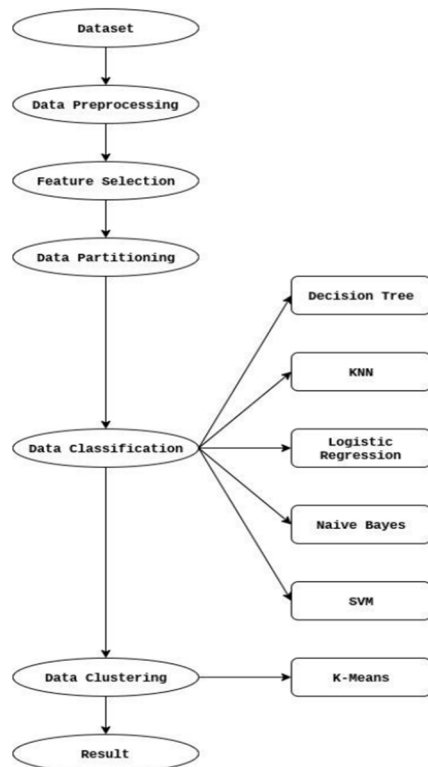 Dataset
Data Preprocessing
Feature Selection
Data Partitioning
Decision Tree
KNN
Data Classification
Logistic
Regression
Naive Bayes
SVM
Data Clustering
K-Means
Result